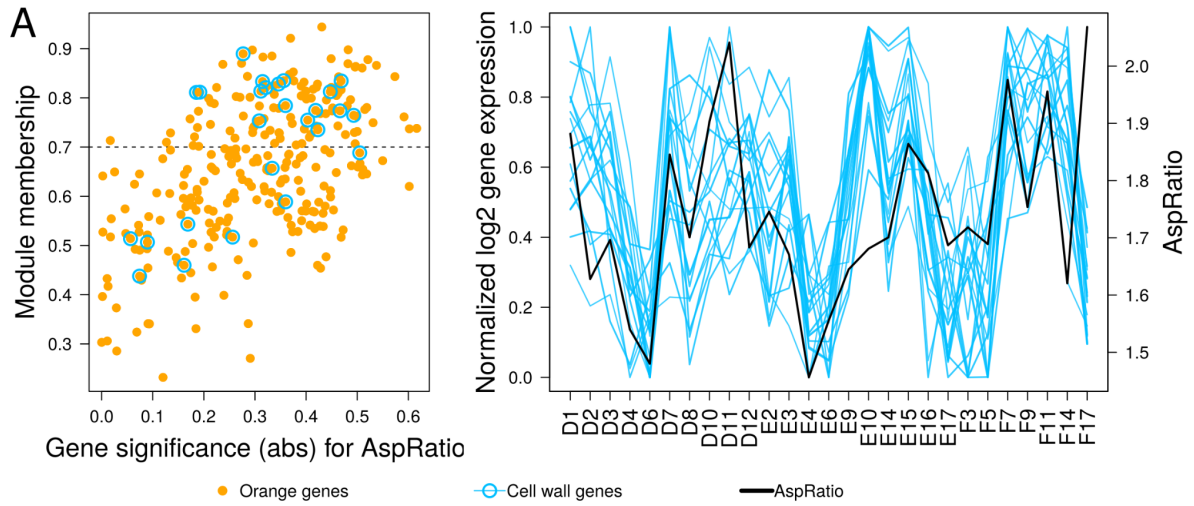 A
Module membership
0.9
0.8
0.7
0.6
0.5
0.4
0.3
0.0 0.1 0.2 0.3 0.4 0.5 0.6
Gene significance (abs) for AspRatio
Normalized log2 gene expression
1.0
0.8
0.6
0.4
0.2
0.0
D1 D2 D3 D4 D6 D7 D8 D10 D11 D12 E2 E3 E4 E6 E9 E10 E14 E15 E16 E17 F3 F5 F7 F9 F11 F14 F17
2.0
1.9
1.8
1.7
1.6
1.5
AspRatio
Orange genes Cell wall genes AspRatio